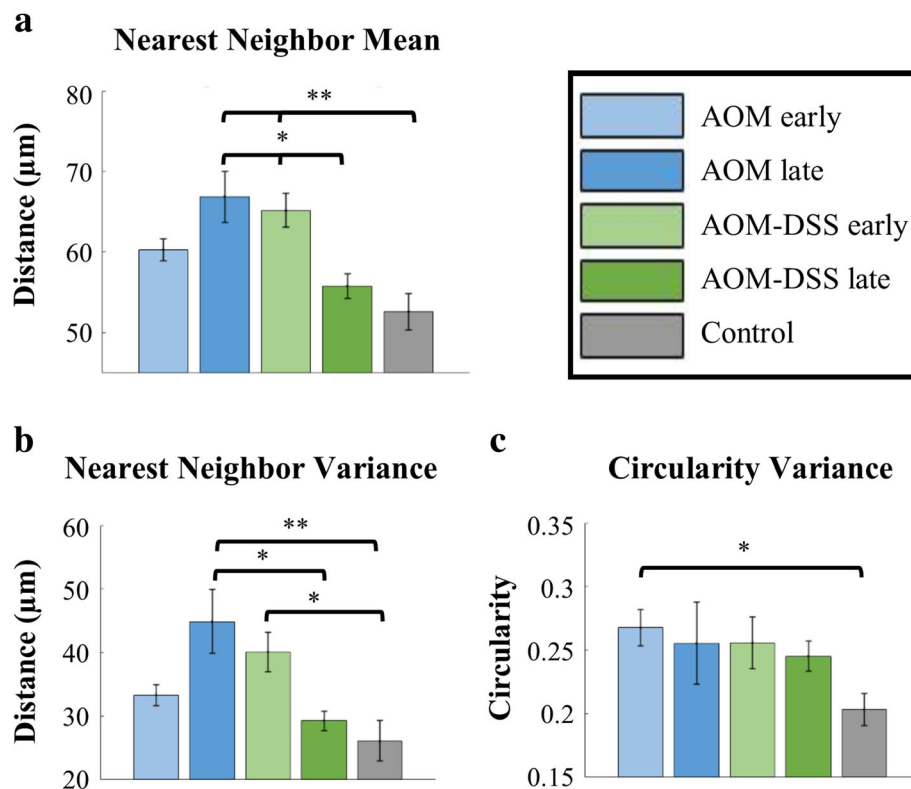 a
Nearest Neighbor Mean
Distance (μm)
80
70
60
50
**
*
AOM early
AOM late
AOM-DSS early
AOM-DSS late
Control
b
Nearest Neighbor Variance
Distance (μm)
60
50
40
30
20
**
*
*
c
Circularity Variance
Circularity
0.35
0.3
0.25
0.2
0.15
*